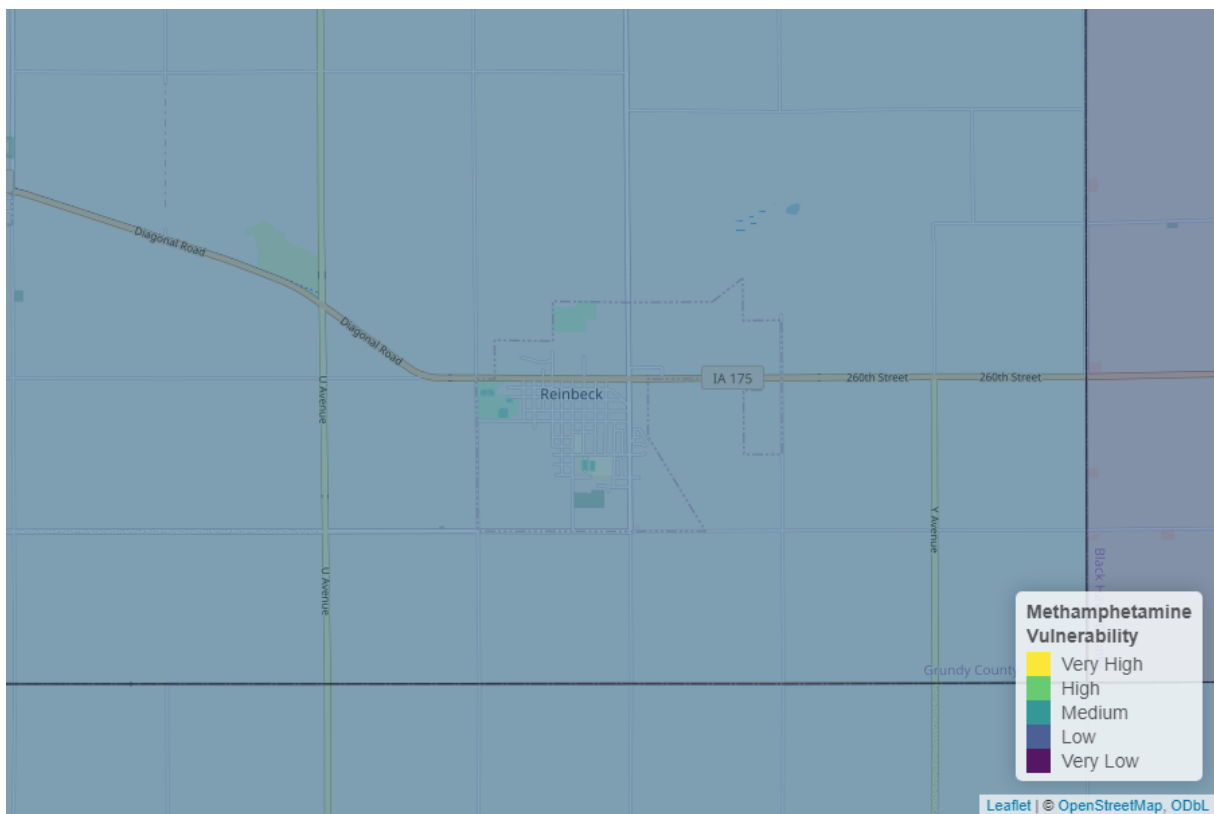 Diagonal Road
Diagonal Road
U Avenue
Reinbeck
IA 175
260th Street
260th Street
Y Avenue
U Avenue
Grundy County
Methamphetamine
Vulnerability
Very High
High
Medium
Low
Very Low
Leaflet | © OpenStreetMap, ODbL